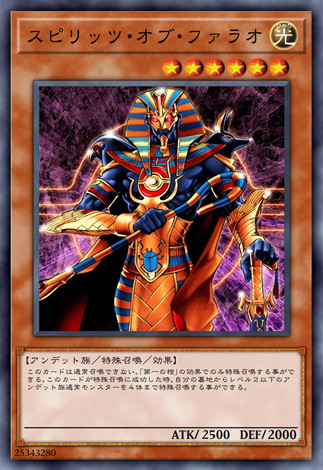 スピリッツ・オブ・ファラオ
光
【アンデット族／特殊召喚／効果】
このカードは通常召喚できない。「第一の棺」の効果でのみ特殊召喚する事がで
きる。このカードが特殊召喚に成功した時、自分の墓地からレベル２以下のアン
デット族通常モンスターを４体まで特殊召喚する事ができる。
ATK/ 2500 DEF/2000
25343280